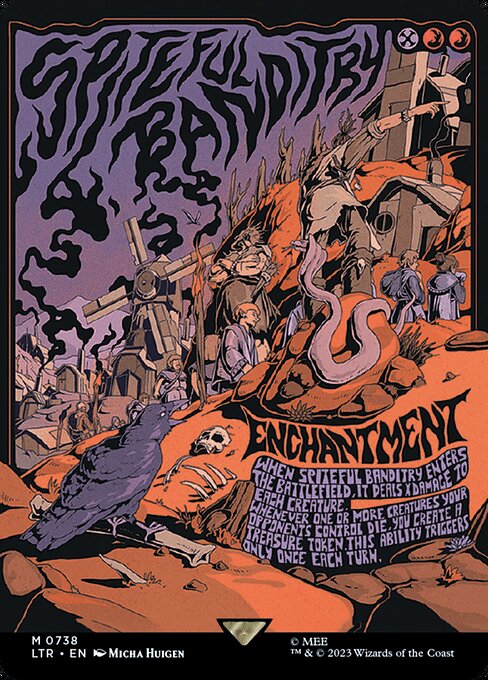 SPITEFUL
BANDITRY
X
ENCHANTMENT
WHEN SPITEFUL BANDITRY ENTERS
THE BATTLEFIELD, IT DEALS X DAMAGE TO
EACH CREATURE.
WHENEVER ONE OR MORE CREATURES YOUR
OPPONENTS CONTROL DIE, YOU CREATE A
TREASURE TOKEN. THIS ABILITY TRIGGERS
ONLY ONCE EACH TURN.
M 0738
LTR • EN Micha Huigen
© MEE
™ & © 2023 Wizards of the Coast